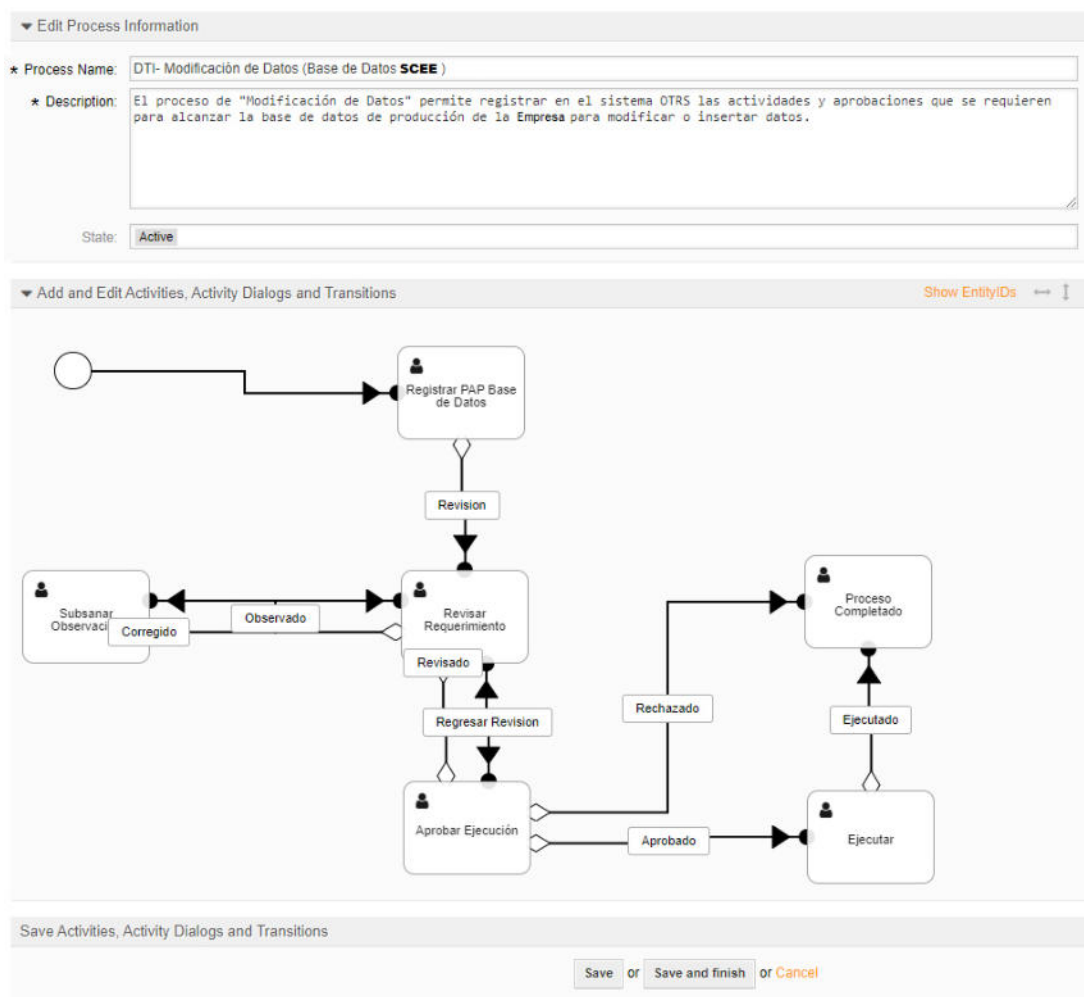 Edit Process Information
* Process Name: DTI- Modificaciòn de Datos (Base de Datos SCEE )
* Description: El proceso de "Modificación de Datos" permite registrar en el sistema OTRS las actividades y aprobaciones que se requieren
para alcanzar la base de datos de producción de la Empresa para modificar o insertar datos.
State: Active
Add and Edit Activities, Activity Dialogs and Transitions
Show EntityIDs
Registrar PAP Base
de Datos
Revision
Subsanar
Observaci
Corregido
Observado
Revisar
Requerimiento
Revisado
Regresar Revision
Aprobar Ejecución
Rechazado
Aprobado
Proceso
Completado
Ejecutado
Ejecutar
Save Activities, Activity Dialogs and Transitions
Save or Save and finish or Cancel